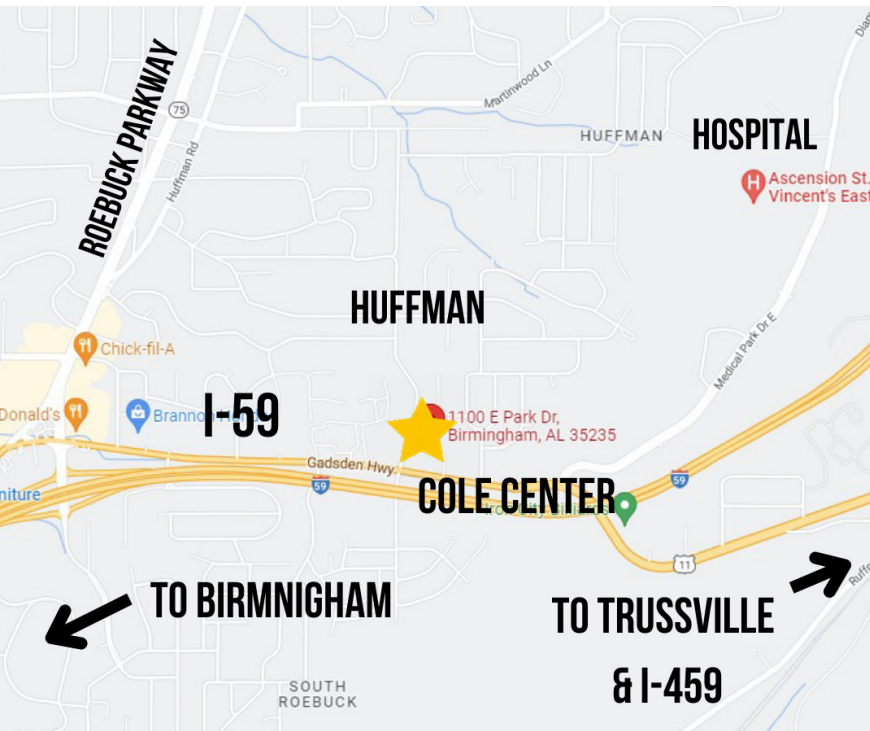 Diam
ROEBUCK PARKWAY
75
Huffman Rd
Martinwood Ln
HUFFMAN
HOSPITAL
H
Ascension St.
Vincent's East
HUFFMAN
Chick-fil-A
Medical Park Dr E
Donald's
Brannon
I-59
1100 E Park Dr,
Birmingham, AL 35235
Gadsden Hwy
59
59
COLE CENTER
niture
11
TO BIRMNIGHAM
TO TRUSSVILLE
& I-459
Ruffn
SOUTH
ROEBUCK